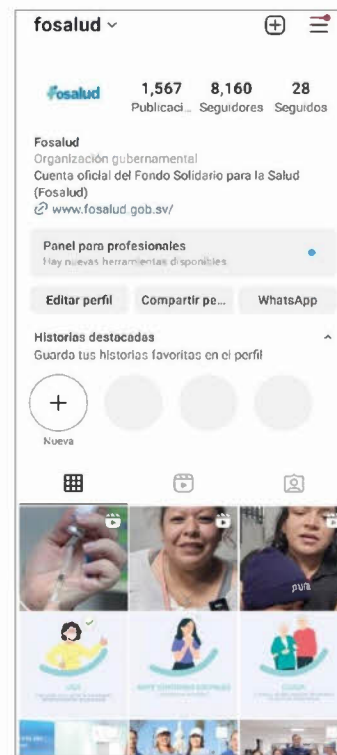 fosalud
Fosalud
1,567 8,160 28
Publicaci... Seguidores Seguidos
Fosalud
Organización gubernamental
Cuenta oficial del Fondo Solidario para la Salud
(Fosalud)
www.fosalud.gob.sv/
Panel para profesionales
Hay nuevas herramientas disponibles.
Editar perfil Compartir pe... WhatsApp
Historias destacadas
Guarda tus historias favoritas en el perfil
Nueva